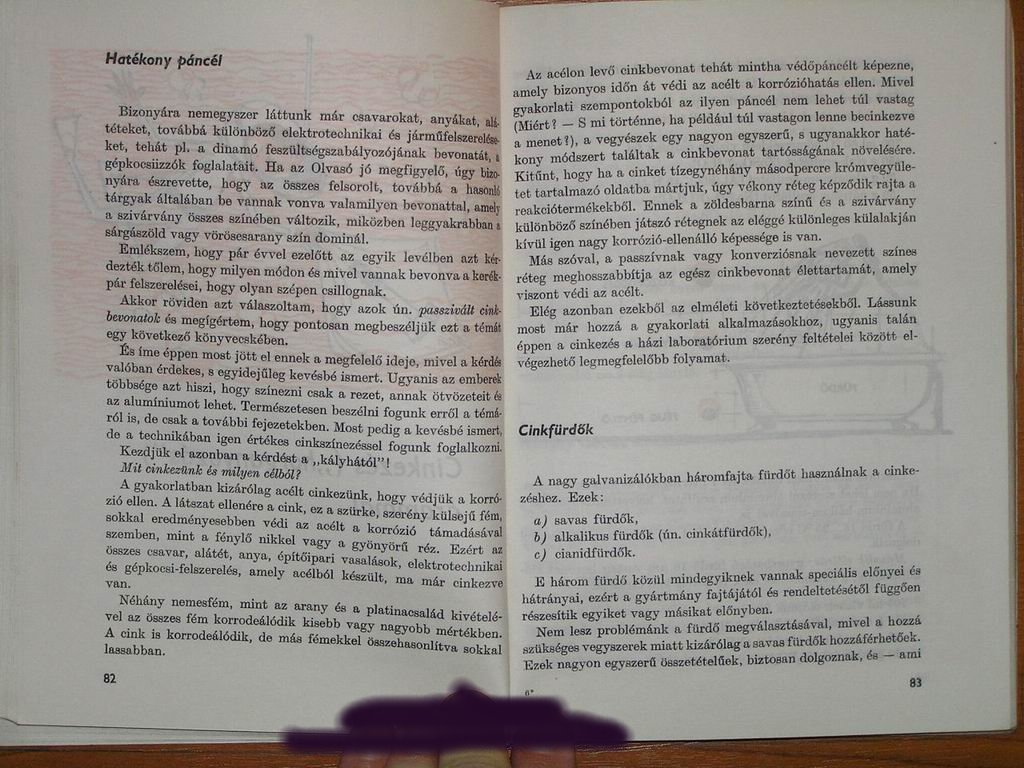 Hatékony páncél
Bizonyára nemegyszer láttunk már csavarokat, anyákat, alá-
téteket, továbbá különböző elektrotechnikai és járműfelszerelése-
ket, tehát pl. a dinamó feszültségszabályozójának bevonatát, a
gépkocsiizzók foglalatait. Ha az Olvasó jó megfigyelő, úgy bizo-
nyára észrevette, hogy az összes felsorolt, továbbá a hasonló
tárgyak általában be vannak vonva valamilyen bevonattal, amely
a szivárvány összes színében változik, miközben leggyakrabban a
sárgászöld vagy vörösesarany szín dominál.
Emlékszem, hogy pár évvel ezelőtt az egyik levélben azt kér-
dezték tőlem, hogy milyen módon és mivel vannak bevonva a kerék-
pár felszerelései, hogy olyan szépen csillognak.
Akkor röviden azt válaszoltam, hogy azok ún. passzivált cink-
bevonatok és megígértem, hogy pontosan megbeszéljük ezt a témát
egy következő könyvecskében.
És íme éppen most jött el ennek a megfelelő ideje, mivel a kérdés
valóban érdekes, s egyidejűleg kevésbé ismert. Ugyanis az emberek
többsége azt hiszi, hogy színezni csak a rezet, annak ötvözeteit és
az alumíniumot lehet. Természetesen beszélni fogunk erről a témá-
ról is, de csak a további fejezetekben. Most pedig a kevésbé ismert,
de a technikában igen értékes cinkszínezéssel fogunk foglalkozni.
Kezdjük el azonban a kérdést a „kályhától”!
Mit cinkezünk és milyen célból?
A gyakorlatban kizárólag acélt cinkezünk, hogy védjük a korró-
zió ellen. A látszat ellenére a cink, ez a szürke, szerény külsejű fém,
sokkal eredményesebben védi az acélt a korrózió támadásával
szemben, mint a fénylő nikkel vagy a gyönyörű réz. Ezért az
összes csavar, alátét, anya, építőipari vasalások, elektrotechnikai
és gépkocsi-felszerelés, amely acélból készült, ma már cinkezve
van.
Néhány nemesfém, mint az arany és a platinacsalád kivételé-
vel az összes fém korrodeálódik kisebb vagy nagyobb mértékben.
A cink is korrodeálódik, de más fémekkel összehasonlítva sokkal
lassabban.
82
Az acélon levő cinkbevonat tehát mintha védőpáncélt képezne,
amely bizonyos időn át védi az acélt a korrózióhatás ellen. Mivel
gyakorlati szempontokból az ilyen páncél nem lehet túl vastag
(Miért? — S mi történne, ha például túl vastagon lenne becinkezve
a menet?), a vegyészek egy nagyon egyszerű, s ugyanakkor haté-
kony módszert találtak a cinkbevonat tartósságának növelésére.
Kitűnt, hogy ha a cinket tízegynéhány másodpercre krómvegyüle-
tet tartalmazó oldatba mártjuk, úgy vékony réteg képződik rajta a
reakciótermékekből. Ennek a zöldesbarna színű és a szivárvány
különböző színében játszó rétegnek az eléggé különleges külalakján
kívül igen nagy korrózió-ellenálló képessége is van.
Más szóval, a passzívnak vagy konverziósnak nevezett színes
réteg meghosszabbítja az egész cinkbevonat élettartamát, amely
viszont védi az acélt.
Elég azonban ezekből az elméleti következtetésekből. Lássunk
most már hozzá a gyakorlati alkalmazásokhoz, ugyanis talán
éppen a cinkezés a házi laboratórium szerény feltételei között el-
végezhető legmegfelelőbb folyamat.
Cinkfürdők
A nagy galvanizálókban háromfajta fürdőt használnak a cinke-
zéshez. Ezek:
a) savas fürdők,
b) alkalikus fürdők (ún. cinkátfürdők),
c) cianidfürdők.
E három fürdő közül mindegyiknek vannak speciális előnyei és
hátrányai, ezért a gyártmány fajtájától és rendeltetésétől függően
részesítik egyiket vagy másikat előnyben.
Nem lesz problémánk a fürdő megválasztásával, mivel a hozzá
szükséges vegyszerek miatt kizárólag a savas fürdők hozzáférhetőek.
Ezek nagyon egyszerű összetételűek, biztosan dolgoznak, és — ami
6*
83